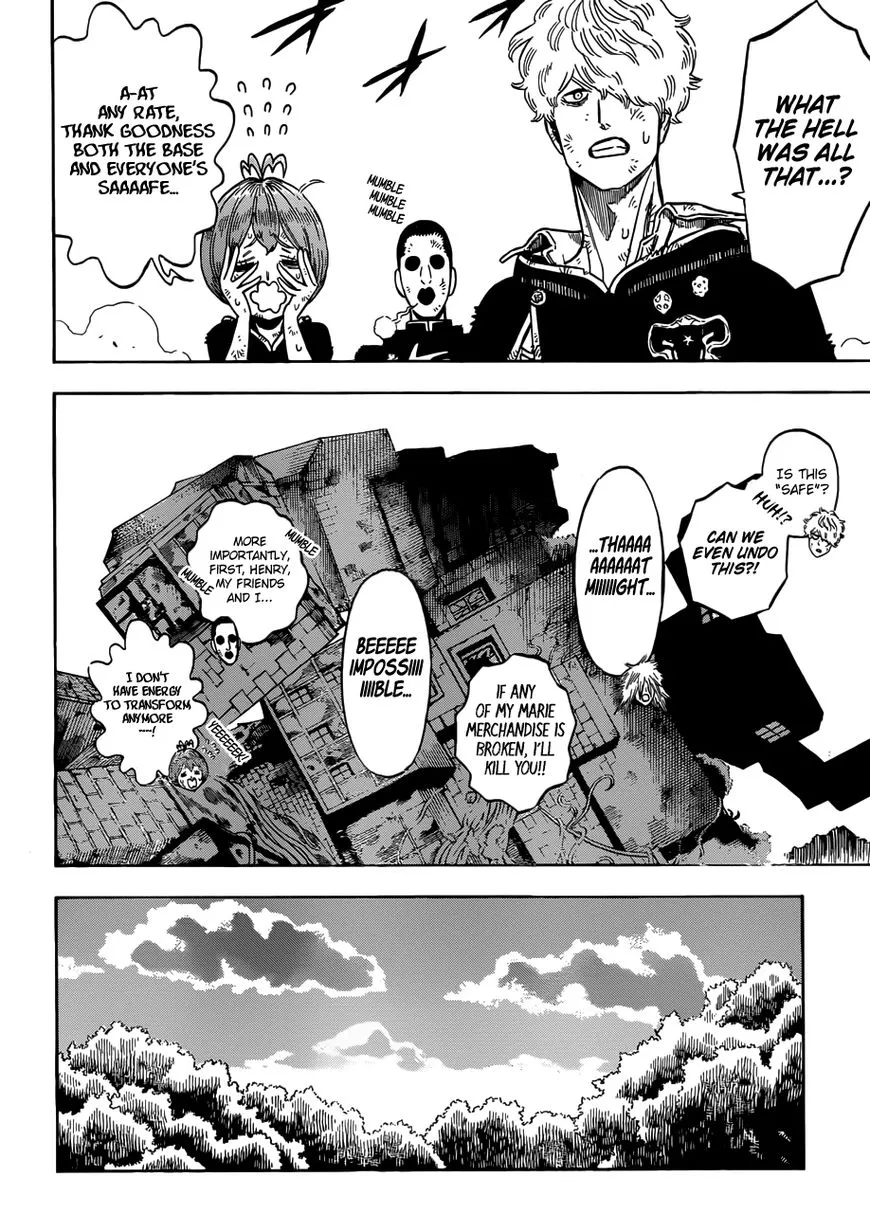 WHAT
THE HELL
WAS ALL
THAT...?
MUMBLE
MUMBLE
MUMBLE
A-AT
ANY RATE,
THANK GOODNESS
BOTH THE BASE
AND EVERYONE'S
SAAAAFE...
IS THIS
"SAFE"?
HUH!?
CAN WE
EVEN UNDO
THIS?!
...THAAAA
AAAAAAT
MIIIIIIGHT...
IF ANY
OF MY MARIE
MERCHANDISE IS
BROKEN, I'LL
KILL YOU!!
BEEEEE
IMPOSSIIII
IIIIIBLE...
MUMBLE
MORE
IMPORTANTLY,
FIRST, HENRY,
MY FRIENDS
AND I...
MUMBLE
I DON'T
HAVE ENERGY
TO TRANSFORM
ANYMORE
----!
YEEEEEEK!